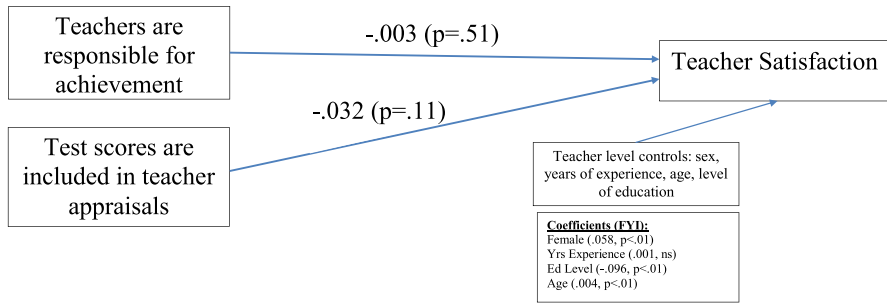 Teachers are
responsible for
achievement
-.003 (p=.51)
Teacher Satisfaction
-.032 (p=.11)
Test scores are
included in teacher
appraisals
Teacher level controls: sex,
years of experience, age, level
of education
Coefficients (FYI):
Female (.058, p<.01)
Yrs Experience (.001, ns)
Ed Level (-.096, p<.01)
Age (.004, p<.01)